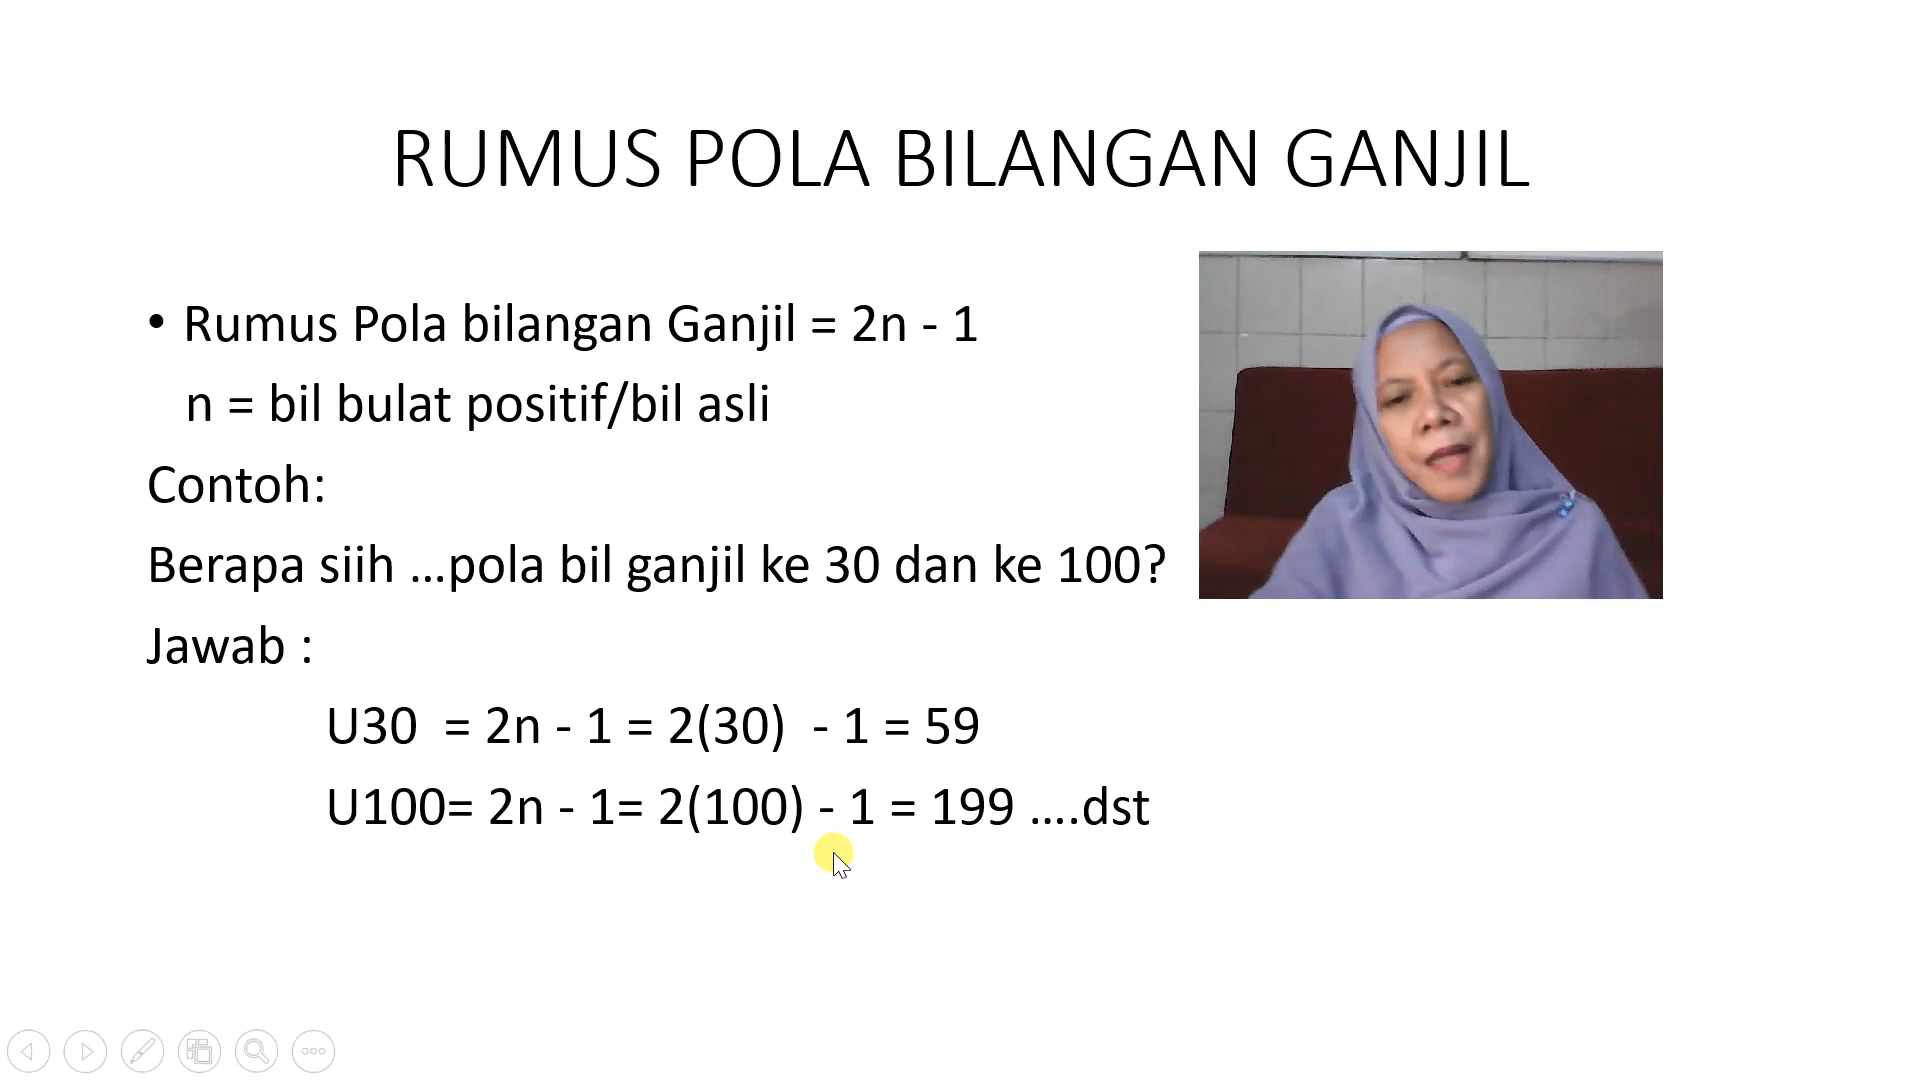 RUMUS POLA BILANGAN GANJIL
• Rumus Pola bilangan Ganjil = 2n - 1
n = bil bulat positif/bil asli
Contoh:
Berapa siih ...pola bil ganjil ke 30 dan ke 100?
Jawab :
U30 = 2n - 1 = 2(30) - 1 = 59
U100= 2n - 1= 2(100) - 1 = 199 ....dst